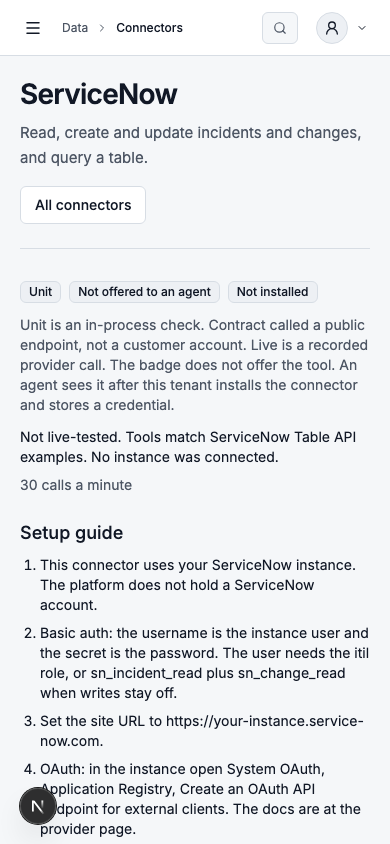 Data > Connectors
ServiceNow
Read, create and update incidents and changes,
and query a table.
All connectors
Unit Not offered to an agent Not installed
Unit is an in-process check. Contract called a public
endpoint, not a customer account. Live is a recorded
provider call. The badge does not offer the tool. An
agent sees it after this tenant installs the connector
and stores a credential.
Not live-tested. Tools match ServiceNow Table API
examples. No instance was connected.
30 calls a minute
Setup guide
1. This connector uses your ServiceNow instance.
The platform does not hold a ServiceNow
account.
2. Basic auth: the username is the instance user and
the secret is the password. The user needs the itil
role, or sn_incident_read plus sn_change_read
when writes stay off.
3. Set the site URL to https://your-instance.service-
now.com.
4. OAuth: in the instance open System OAuth,
Application Registry, Create an OAuth API
endpoint for external clients. The docs are at the
provider page.
N